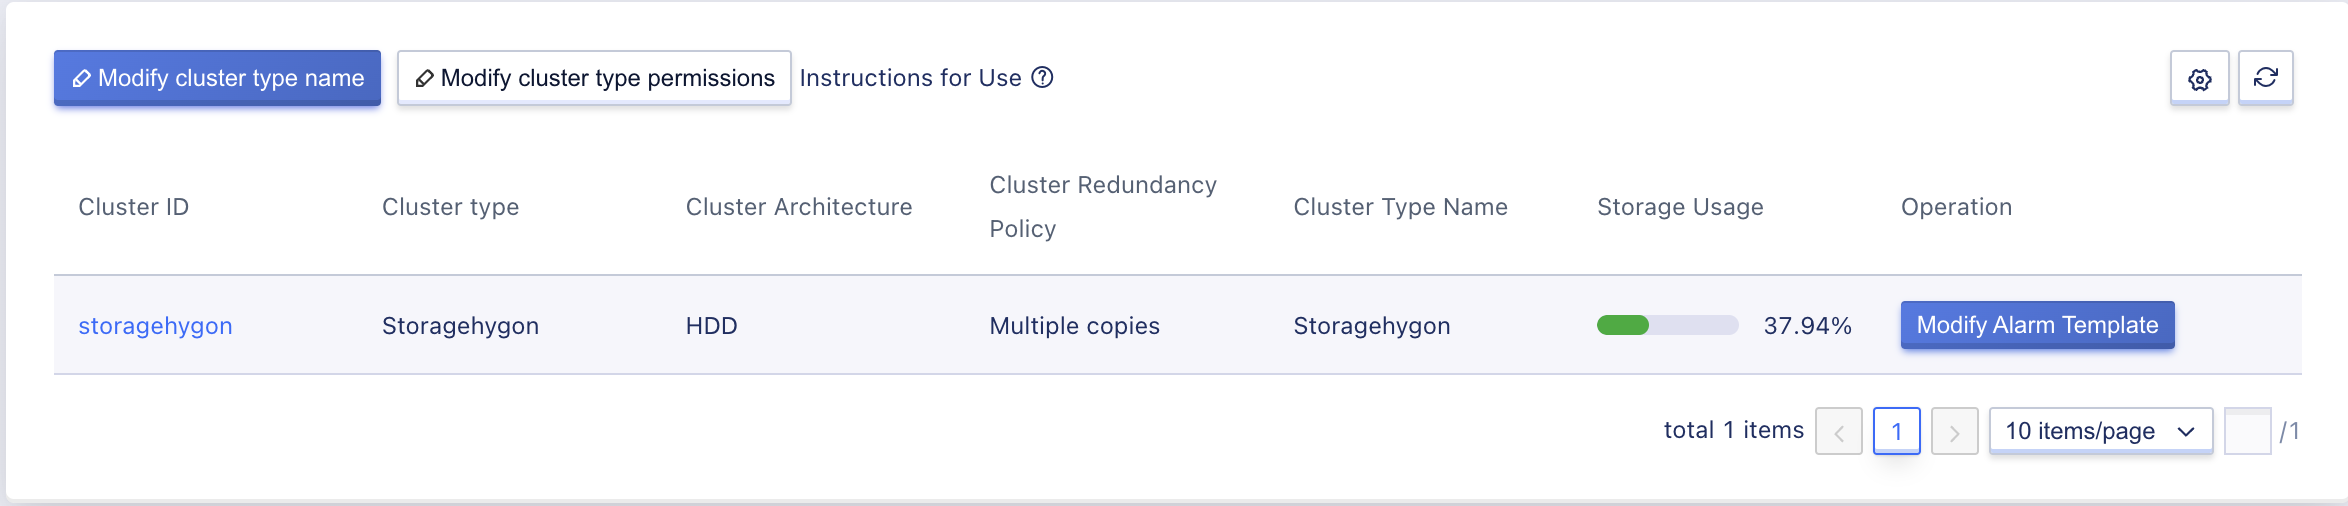 Modify cluster type name Modify cluster type permissions Instructions for Use
Cluster ID Cluster type Cluster Architecture Cluster Redundancy Policy Cluster Type Name Storage Usage Operation
storagehygon Storagehygon HDD Multiple copies Storagehygon 37.94% Modify Alarm Template
total 1 items 1 10 items/page /1